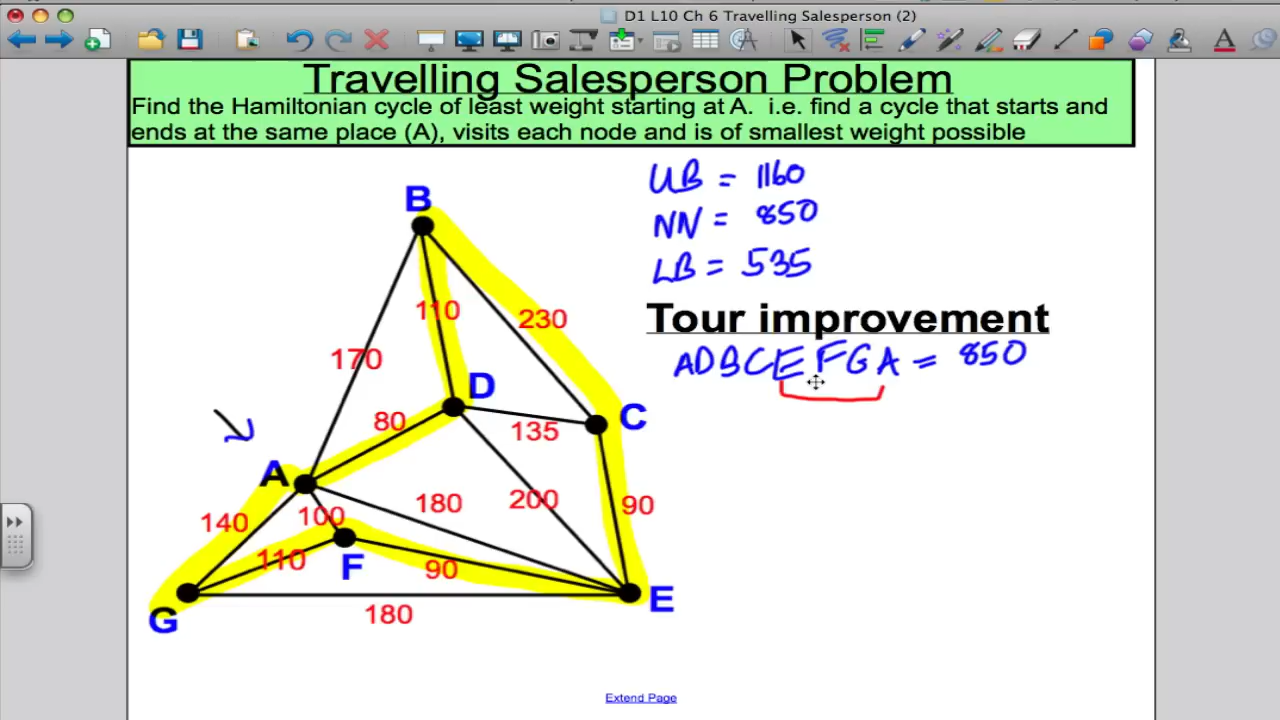 D1 L10 Ch 6 Travelling Salesperson (2)
Travelling Salesperson Problem
Find the Hamiltonian cycle of least weight starting at A. i.e. find a cycle that starts and
ends at the same place (A), visits each node and is of smallest weight possible
UB = 1160
NN = 850
LB = 535
Tour improvement
ADBCEFGA = 850
B
110
230
170
D
80
135
C
A
180
200
90
140
100
110
F
90
G
180
E
Extend Page